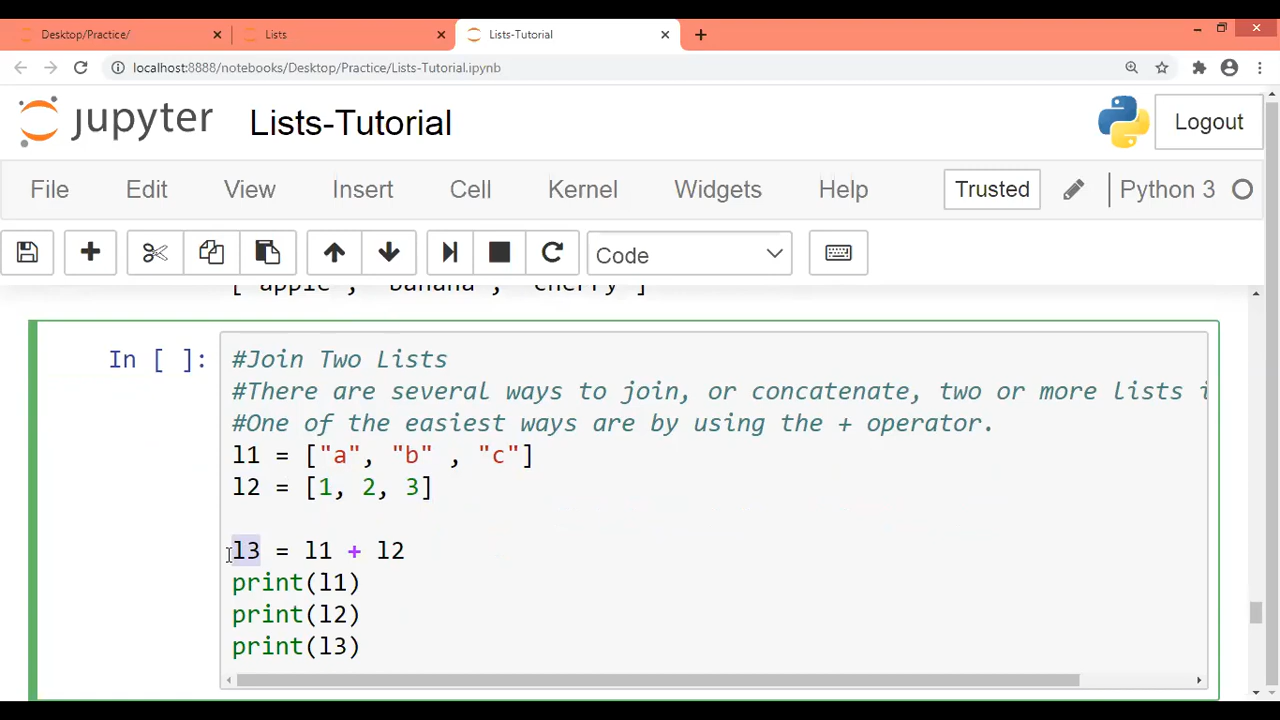 Desktop/Practice/
Lists
Lists-Tutorial
localhost:8888/notebooks/Desktop/Practice/Lists-Tutorial.ipynb
jupyter Lists-Tutorial Logout
File Edit View Insert Cell Kernel Widgets Help Trusted Python 3
Code
['apple', 'banana', 'cherry']
In [ ]: #Join Two Lists
#There are several ways to join, or concatenate, two or more lists
#One of the easiest ways are by using the + operator.
l1 = ["a", "b" , "c"]
l2 = [1, 2, 3]
l3 = l1 + l2
print(l1)
print(l2)
print(l3)